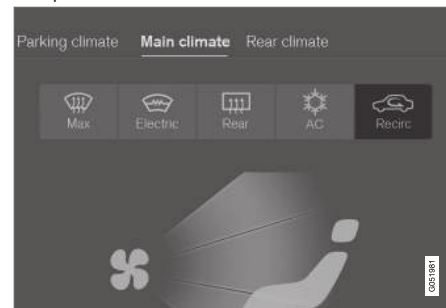 Parking climate Main climate Rear climate
Max Electric Rear AC Recirc
G051981